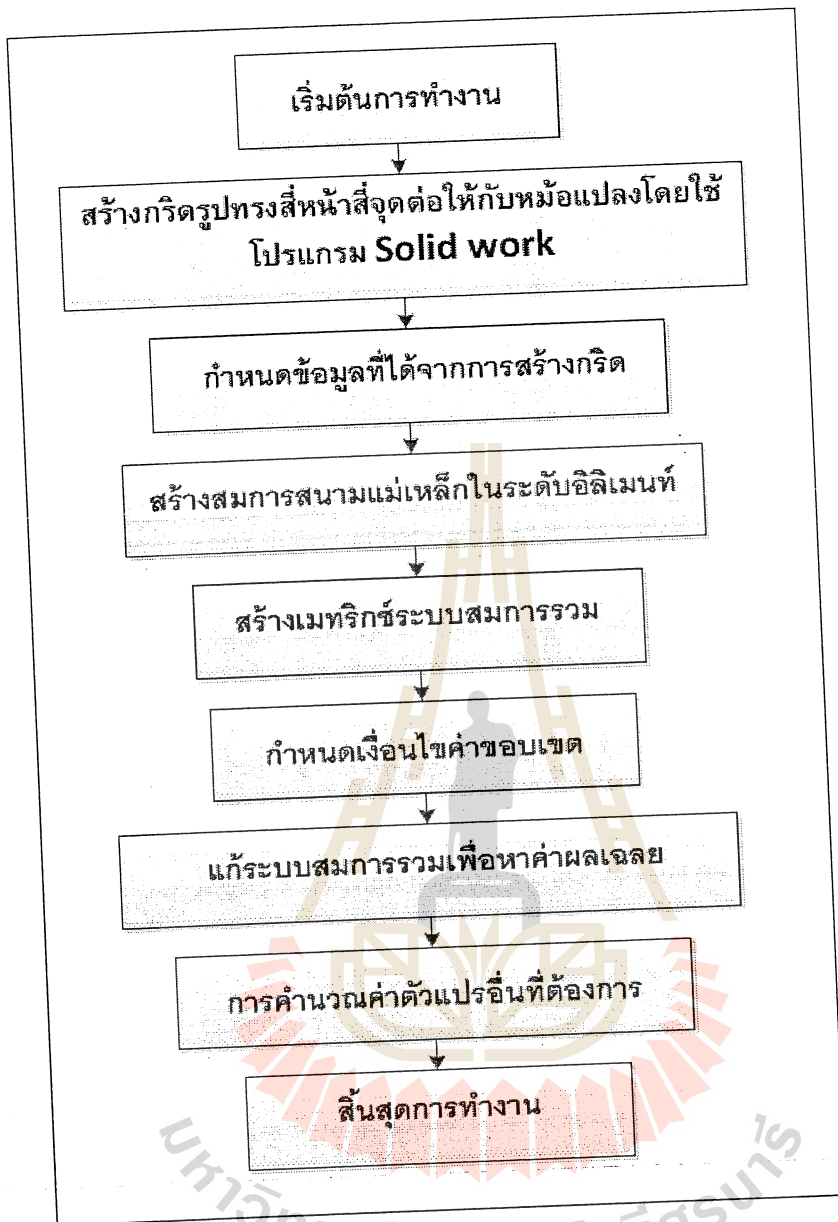 เริ่มต้นการทำงาน
สร้างกริดรูปทรงสี่หน้าสี่จุดต่อให้กับหม้อแปลงโดยใช้
โปรแกรม Solid work
กำหนดข้อมูลที่ได้จากการสร้างกริด
สร้างสมการสนามแม่เหล็กในระดับอิลิเมนท์
สร้างเมทริกซ์ระบบสมการรวม
กำหนดเงื่อนไขค่าขอบเขต
แก้ระบบสมการรวมเพื่อหาค่าผลเฉลย
การคำนวณค่าตัวแปรอื่นที่ต้องการ
สิ้นสุดการทำงาน